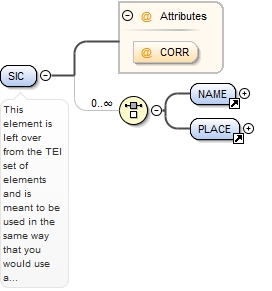 Attributes
@ CORR
SIC
0..∞
NAME
PLACE
This
element is
left over
from the TEI
set of
elements
and is
meant to be
used in the
same way
that you
would use
a...